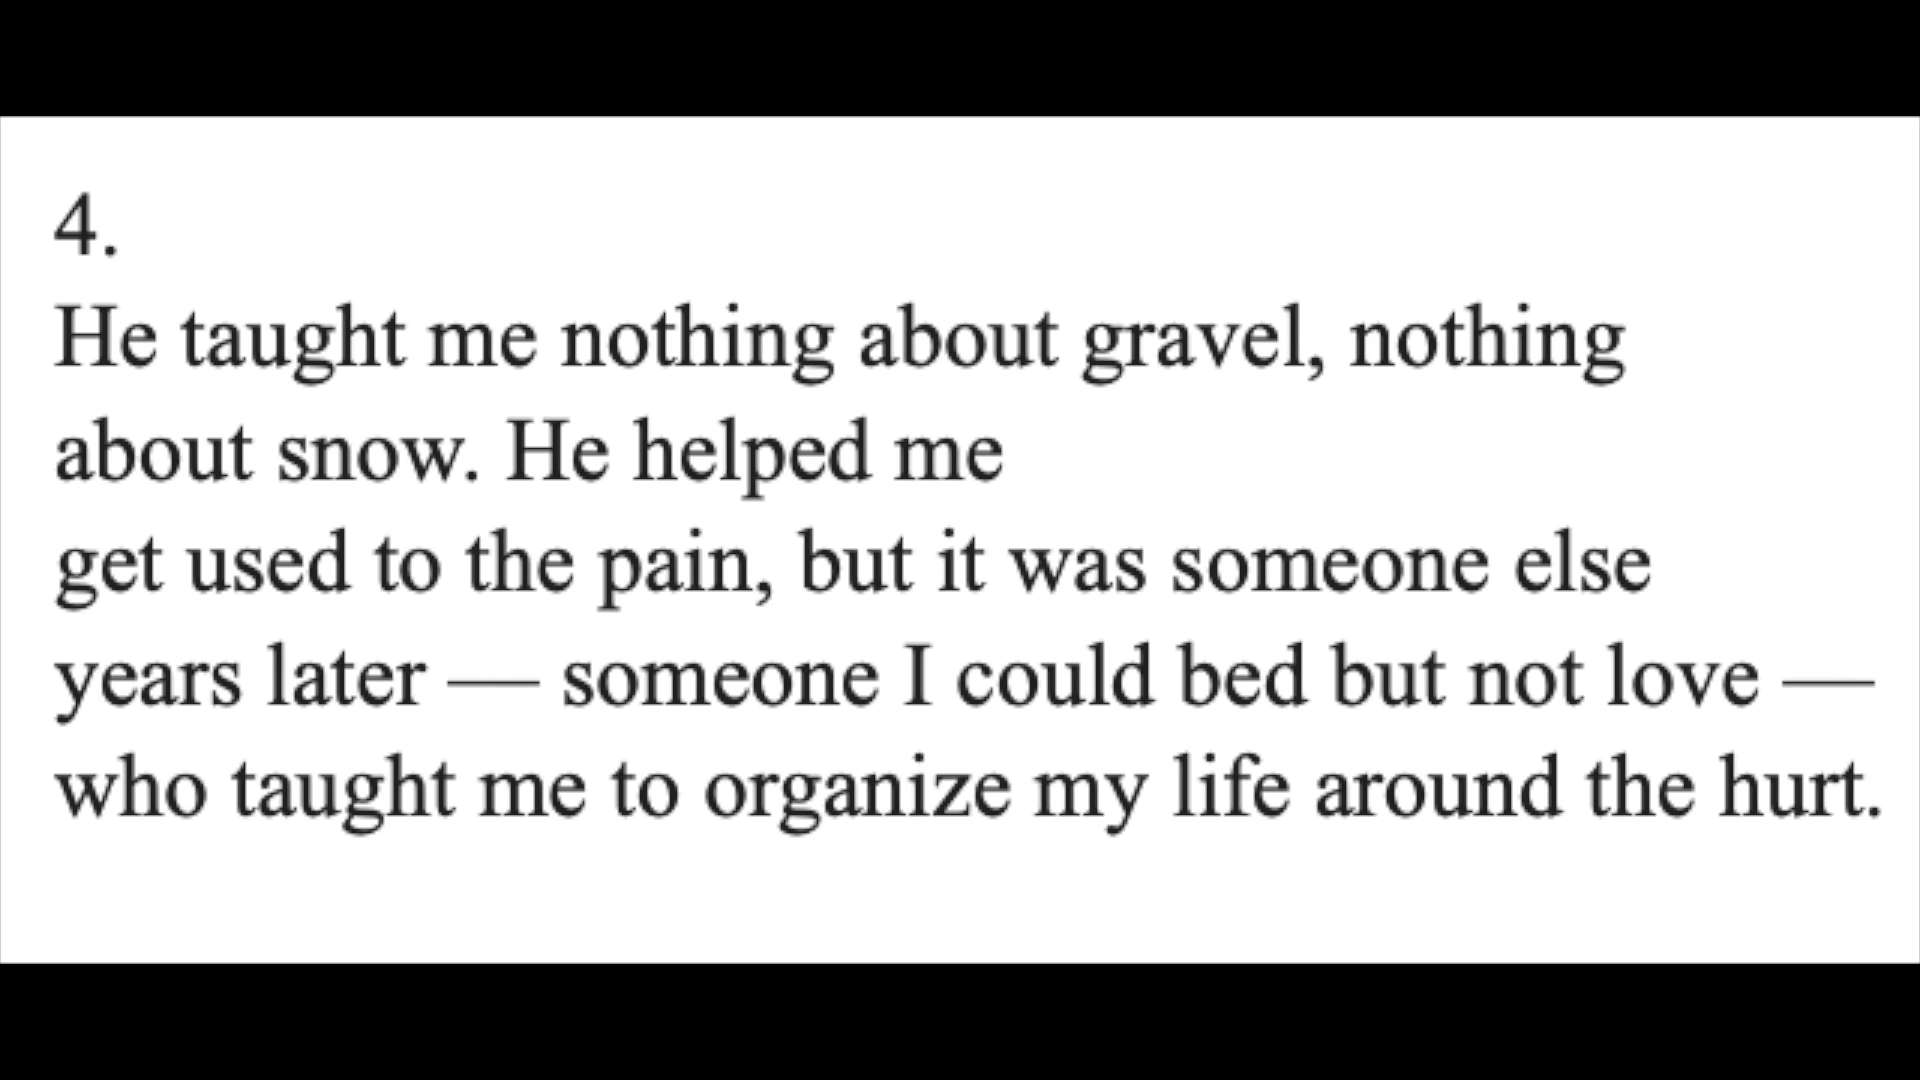 4.
He taught me nothing about gravel, nothing
about snow. He helped me
get used to the pain, but it was someone else
years later — someone I could bed but not love —
who taught me to organize my life around the hurt.